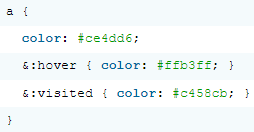 a {
color: #ce4dd6;
&:hover { color: #ffb3ff; }
&:visited { color: #c458cb; }
}